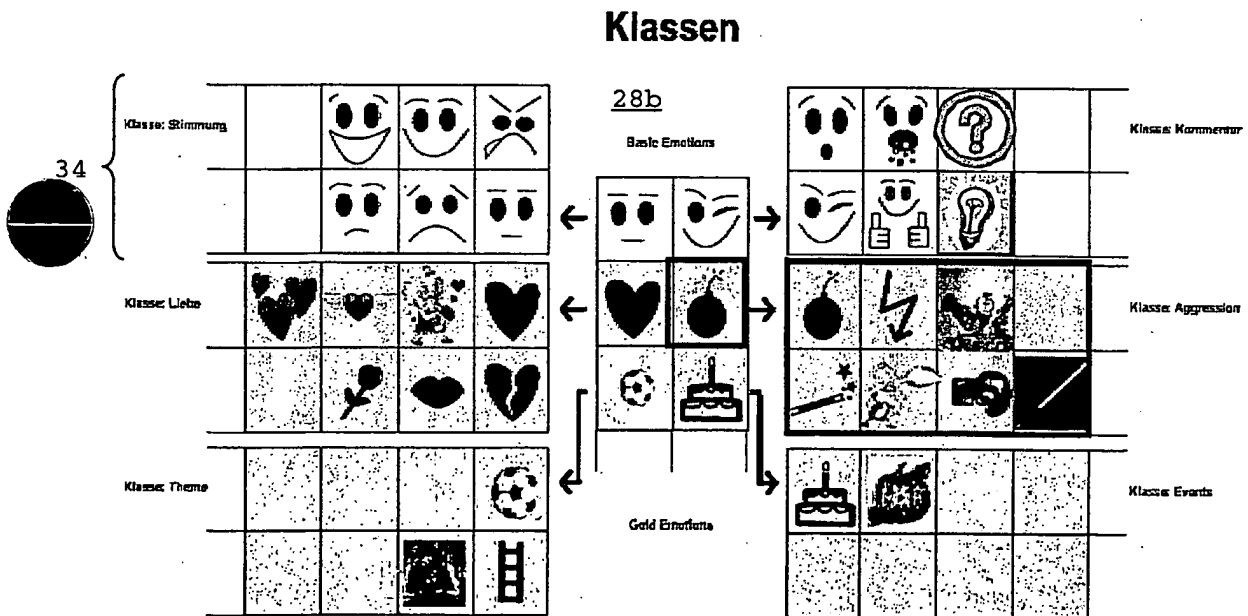 Klassen
28b
Klasse: Stimmung
Basic Emotions
Klasse: Kommentar
34
?
Klasse: Liebe
Klasse: Aggression
Klasse: Theme
Klasse: Events
Gold Emotions